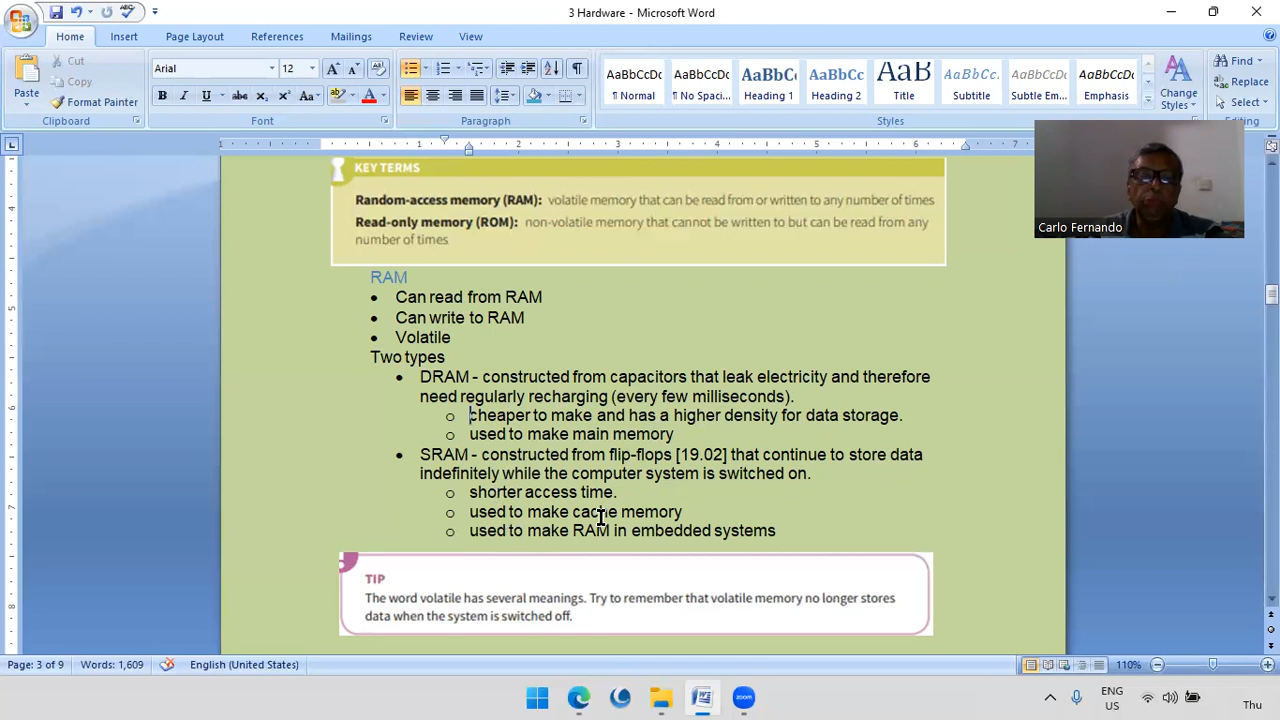 3 Hardware - Microsoft Word
Home Insert Page Layout References Mailings Review View
Paste Cut Copy Format Painter
Arial 12
B I U abc x₂ x² Aa A
AaBbCcDc AaBbCcDc AaBbCc AaBbCc AaB AaBbCc. AaBbCcDc AaBbCcDc
¶ Normal ¶ No Spaci... Heading 1 Heading 2 Title Subtitle Subtle Em... Emphasis
Change Styles
Find Replace Select
Clipboard Font Paragraph Styles Editing
Carlo Fernando
KEY TERMS
Random-access memory (RAM): volatile memory that can be read from or written to any number of times
Read-only memory (ROM): non-volatile memory that cannot be written to but can be read from any
number of times
RAM
• Can read from RAM
• Can write to RAM
• Volatile
Two types
• DRAM - constructed from capacitors that leak electricity and therefore
need regularly recharging (every few milliseconds).
o cheaper to make and has a higher density for data storage.
o used to make main memory
• SRAM - constructed from flip-flops [19.02] that continue to store data
indefinitely while the computer system is switched on.
o shorter access time.
o used to make cache memory
o used to make RAM in embedded systems
TIP
The word volatile has several meanings. Try to remember that volatile memory no longer stores
data when the system is switched off.
Page: 3 of 9 Words: 1,609 English (United States) 110%
ENG
US
Thu